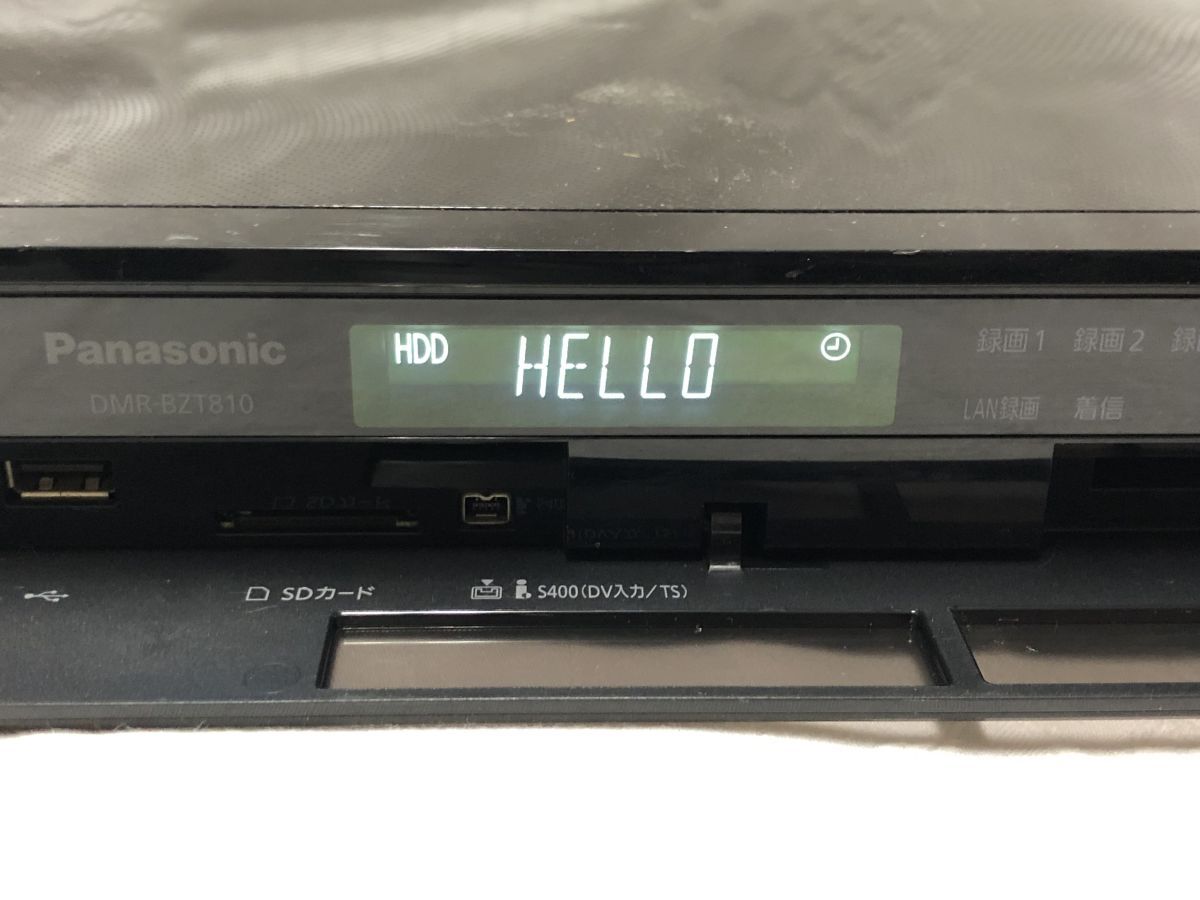 Panasonic
DMR-BZT810
HDD HELLO
録画1 録画2
LAN録画 着信
SDカード
S400(DV入力/TS)